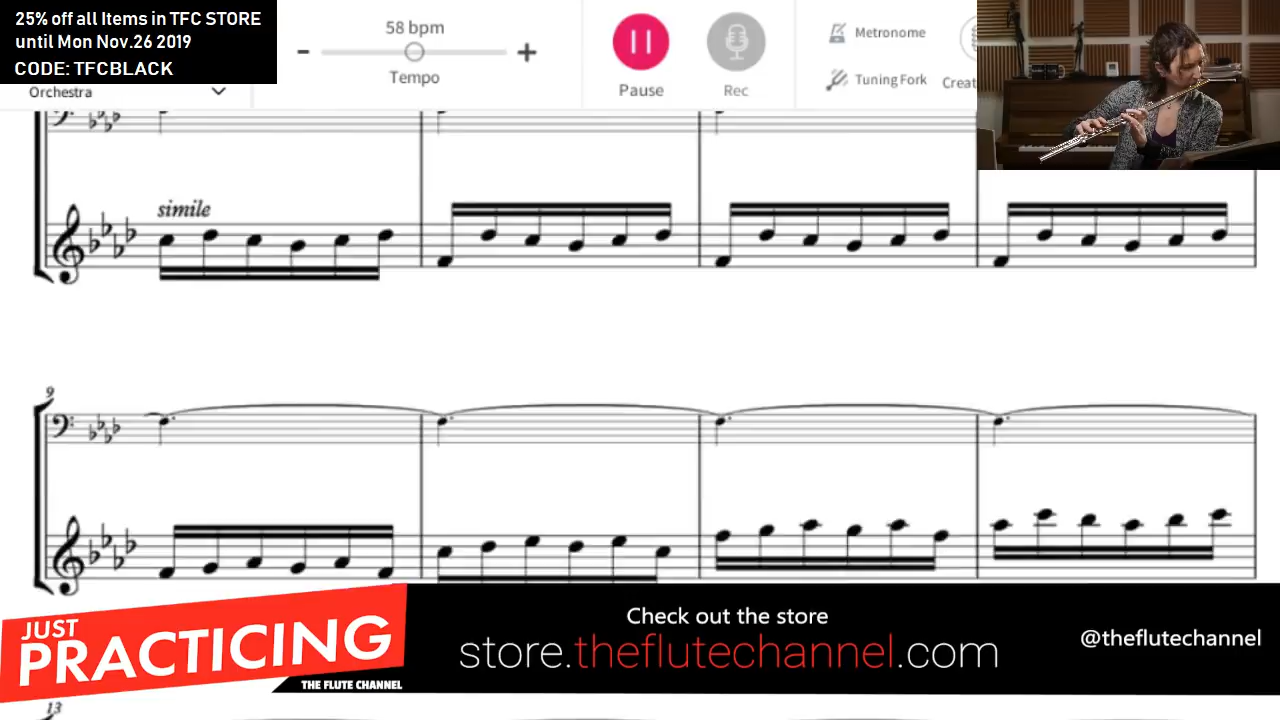 25% off all Items in TFC STORE
until Mon Nov.26 2019
CODE: TFCBLACK
Orchestra
58 bpm
Tempo
Pause
Rec
Metronome
Tuning Fork
Creat
simile
9
JUST
PRACTICING
THE FLUTE CHANNEL
Check out the store
store.theflutechannel.com
@theflutechannel
13